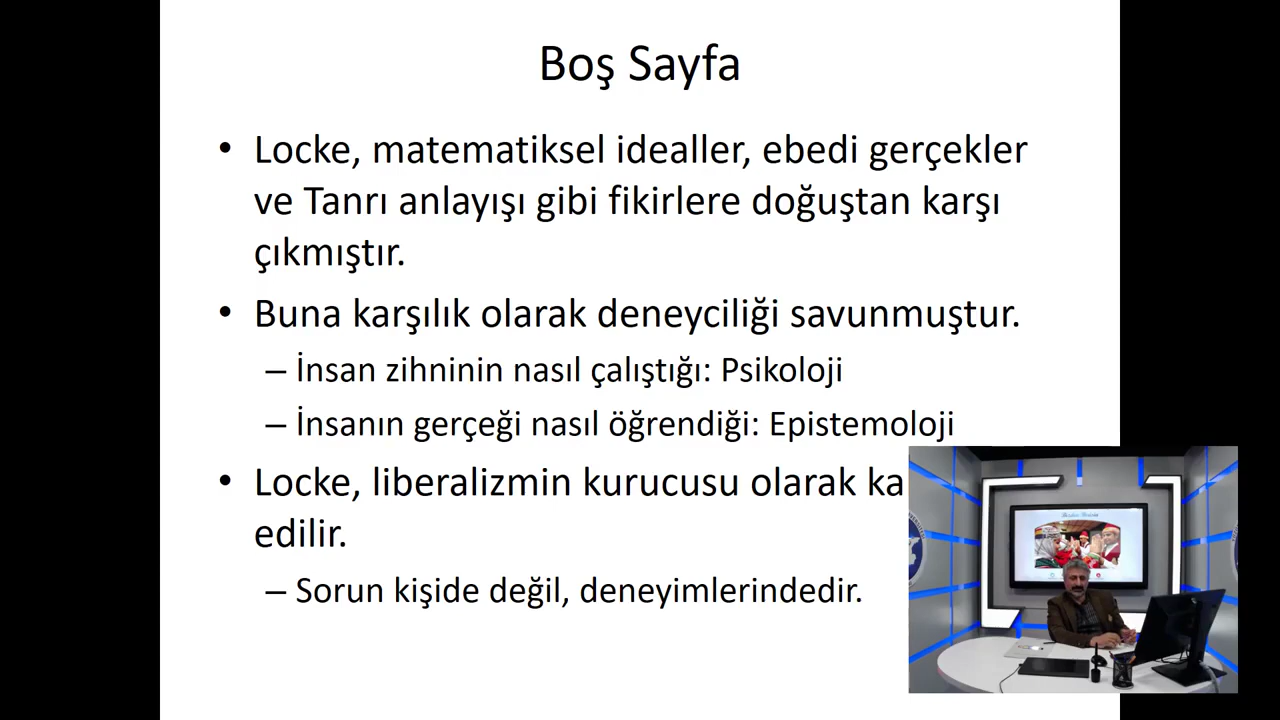 Boş Sayfa
• Locke, matematiksel idealler, ebedi gerçekler
ve Tanrı anlayışı gibi fikirlere doğuştan karşı
çıkmıştır.
• Buna karşılık olarak deneyciliği savunmuştur.
– İnsan zihninin nasıl çalıştığı: Psikoloji
– İnsanın gerçeği nasıl öğrendiği: Epistemoloji
• Locke, liberalizmin kurucusu olarak ka
edilir.
– Sorun kişide değil, deneyimlerindedir.